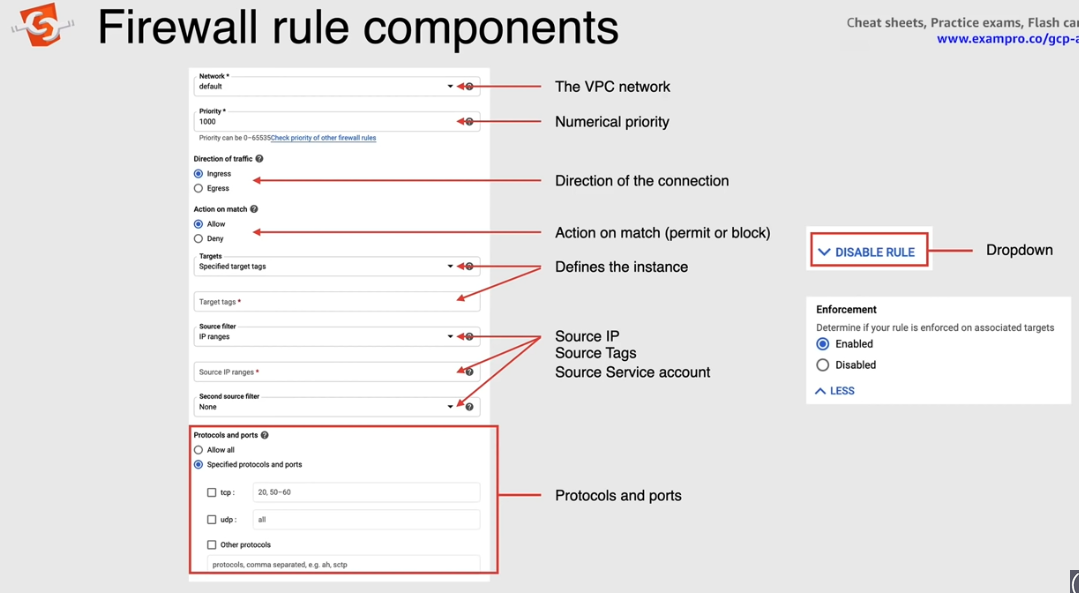 Firewall rule components
Cheat sheets, Practice exams, Flash
www.exampro.co/gcp-a
Network *
default
The VPC network
Priority *
1000
Numerical priority
Priority can be 0–65535Check priority of other firewall rules
Direction of traffic
Ingress
Egress
Direction of the connection
Action on match
Allow
Deny
Action on match (permit or block)
Targets
Specified target tags
Defines the instance
Target tags *
Source filter
IP ranges
Source IP
Source Tags
Source Service account
Source IP ranges *
Second source filter
None
Protocols and ports
Allow all
Specified protocols and ports
tcp :
20, 50–60
udp :
all
Other protocols
protocols, comma separated, e.g. ah, sctp
Protocols and ports
DISABLE RULE
Dropdown
Enforcement
Determine if your rule is enforced on associated targets
Enabled
Disabled
LESS